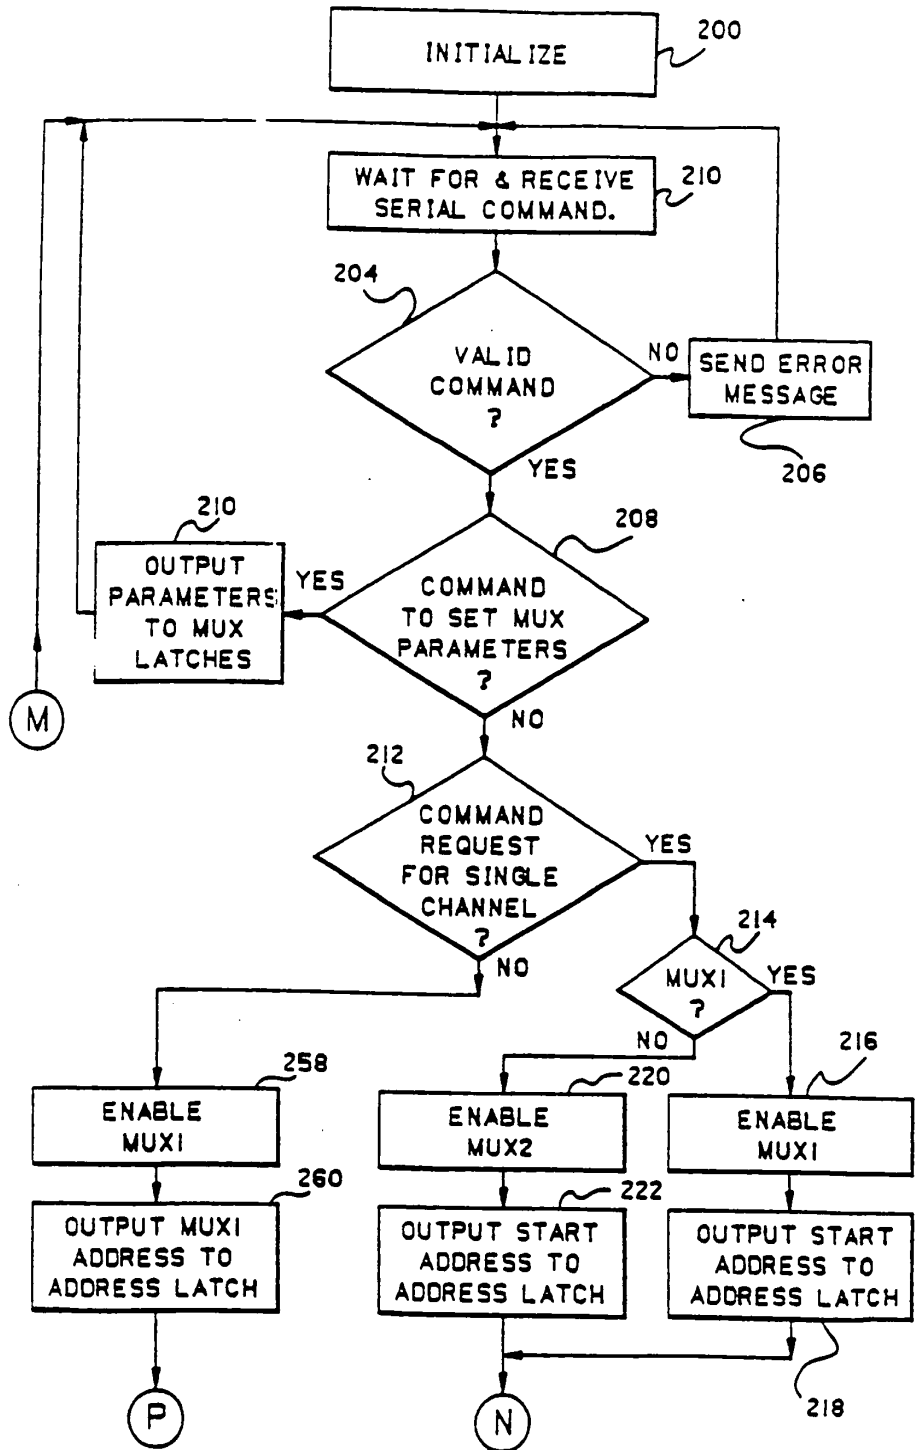 200
INITIALIZE
WAIT FOR & RECEIVE
SERIAL COMMAND.
210
204
VALID
COMMAND
?
NO
SEND ERROR
MESSAGE
206
YES
210
OUTPUT
PARAMETERS
TO MUX
LATCHES
YES
208
COMMAND
TO SET MUX
PARAMETERS
?
M
NO
212
COMMAND
REQUEST
FOR SINGLE
CHANNEL
?
YES
NO
214
MUX1
?
YES
NO
258
ENABLE
MUX1
220
ENABLE
MUX2
216
ENABLE
MUX1
260
OUTPUT MUX1
ADDRESS TO
ADDRESS LATCH
222
OUTPUT START
ADDRESS TO
ADDRESS LATCH
OUTPUT START
ADDRESS TO
ADDRESS LATCH
218
P
N